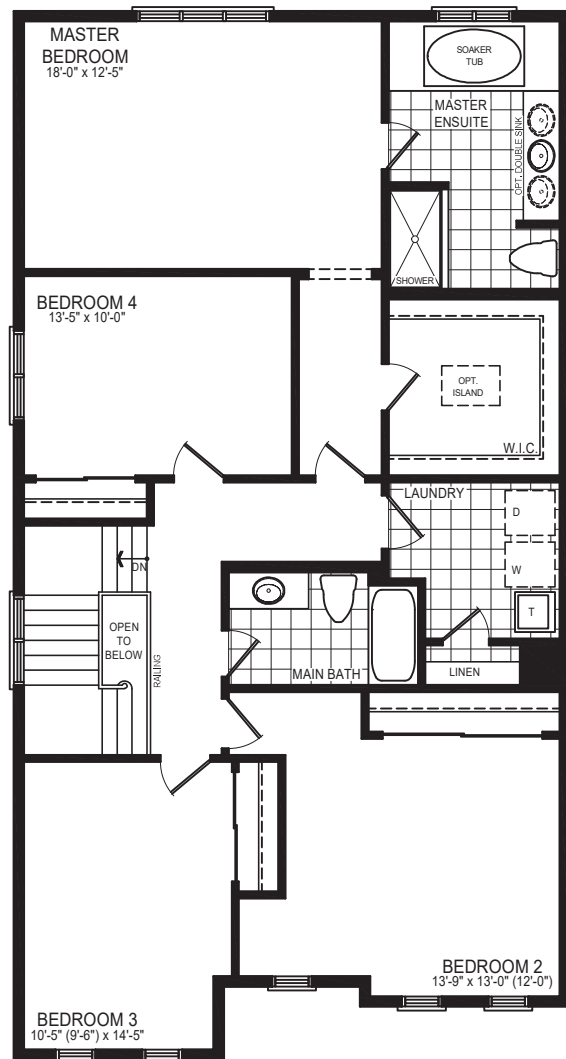 MASTER
BEDROOM
18'-0" x 12'-5"
SOAKER
TUB
MASTER
ENSUITE
OPT. DOUBLE SINK
SHOWER
BEDROOM 4
13'-5" x 10'-0"
OPT.
ISLAND
W.I.C.
LAUNDRY
D
W
T
DN
OPEN
TO
BELOW
RAILING
MAIN BATH
LINEN
BEDROOM 2
13'-9" x 13'-0" (12'-0")
BEDROOM 3
10'-5" (9'-6") x 14'-5"